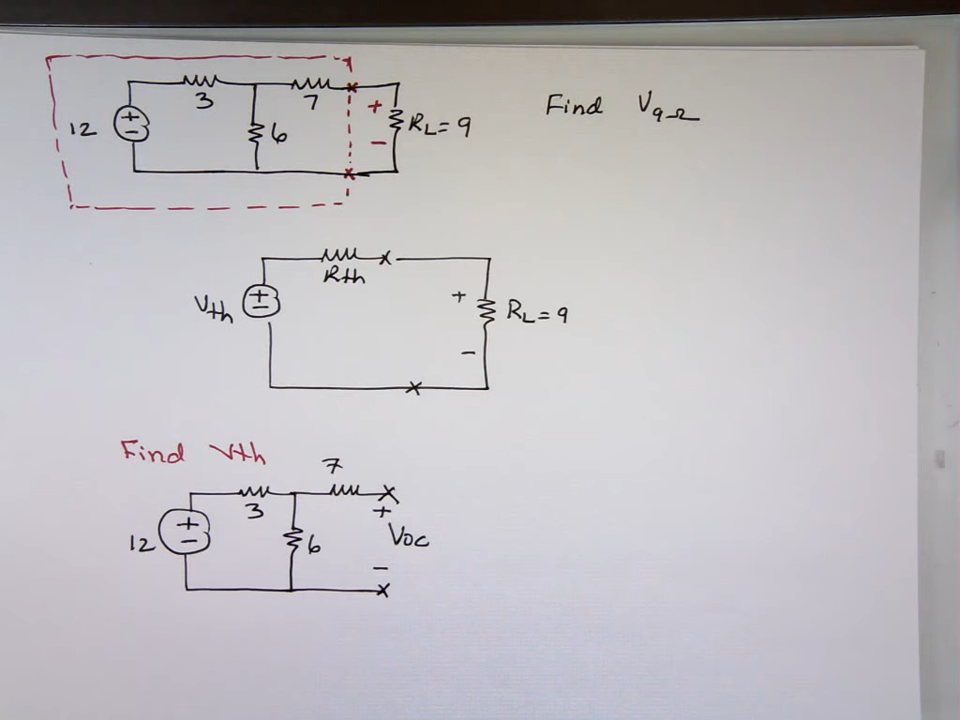 Find V9Ω
3
7
+
12
+
−
6
RL = 9
−
Rth
Vth
+
−
+
RL = 9
−
Find Vth
7
3
+
12
+
−
6
Voc
−